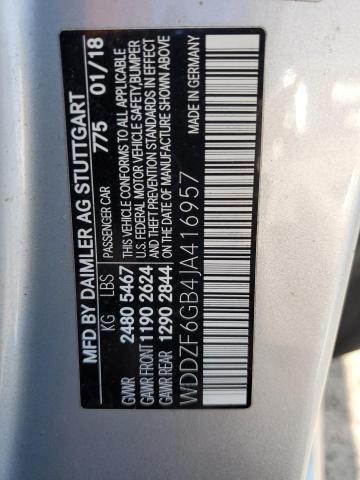 MFD BY DAIMLER AG STUTTGART
PASSENGER CAR 775 01/18
KG LBS
GVWR 2480 5467
GAWR FRONT 1190 2624
GAWR REAR 1290 2844
THIS VEHICLE CONFORMS TO ALL APPLICABLE
U.S. FEDERAL MOTOR VEHICLE SAFETY,BUMPER
AND THEFT PREVENTION STANDARDS IN EFFECT
ON THE DATE OF MANUFACTURE SHOWN ABOVE
MADE IN GERMANY
WDDZF6GB4JA416957